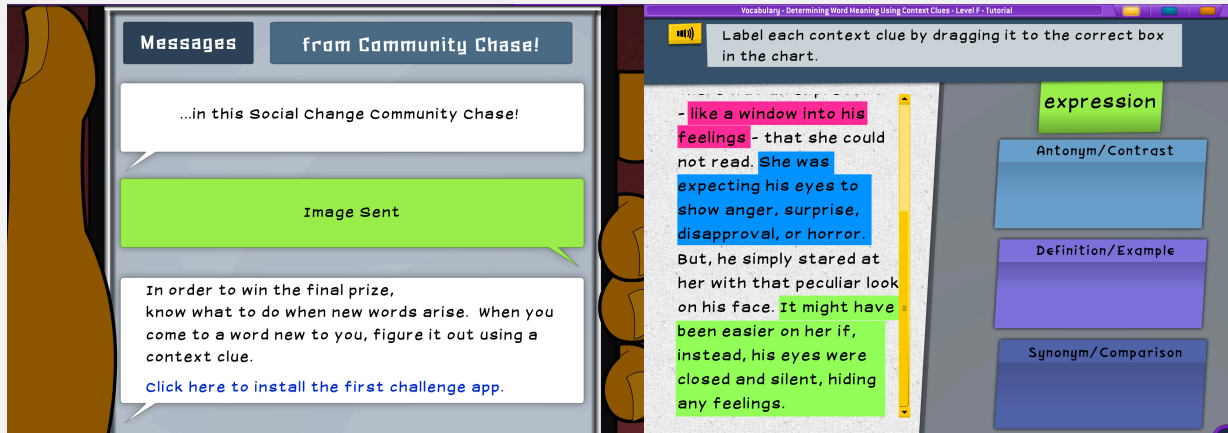 Messages
from Community Chase!
...in this Social Change Community Chase!
Image Sent
In order to win the final prize,
know what to do when new words arise. When you
come to a word new to you, figure it out using a
context clue.
Click here to install the first challenge app.
Vocabulary - Determining Word Meaning Using Context Clues - Level F - Tutorial
Label each context clue by dragging it to the correct box
in the chart.
- like a window into his
feelings - that she could
not read. She was
expecting his eyes to
show anger, surprise,
disapproval, or horror.
But, he simply stared at
her with that peculiar look
on his face. It might have
been easier on her if,
instead, his eyes were
closed and silent, hiding
any feelings.
expression
Antonym/Contrast
Definition/Example
Synonym/Comparison